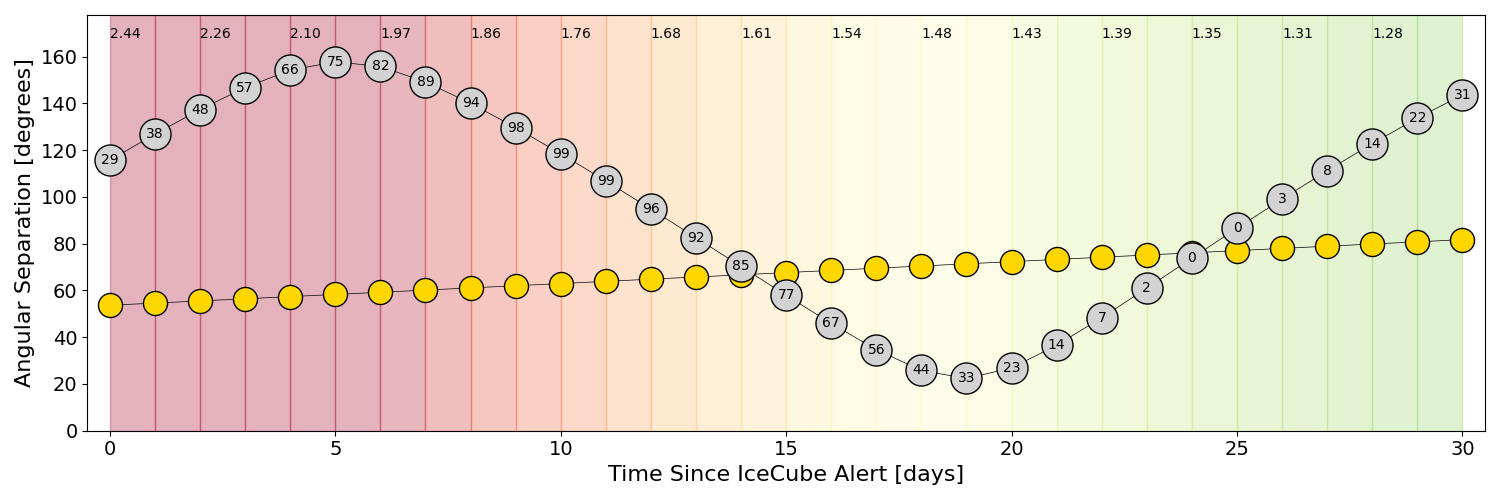 2.44 2.26 2.10 1.97 1.86 1.76 1.68 1.61 1.54 1.48 1.43 1.39 1.35 1.31 1.28
Angular Separation [degrees]
160
140
120
100
80
60
40
20
0
29 38 48 57 66 75 82 89 94 98 99 99 96 92 85 77 67 56 44 33 23 14 7 2 0 0 3 8 14 22 31
0 5 10 15 20 25 30
Time Since IceCube Alert [days]